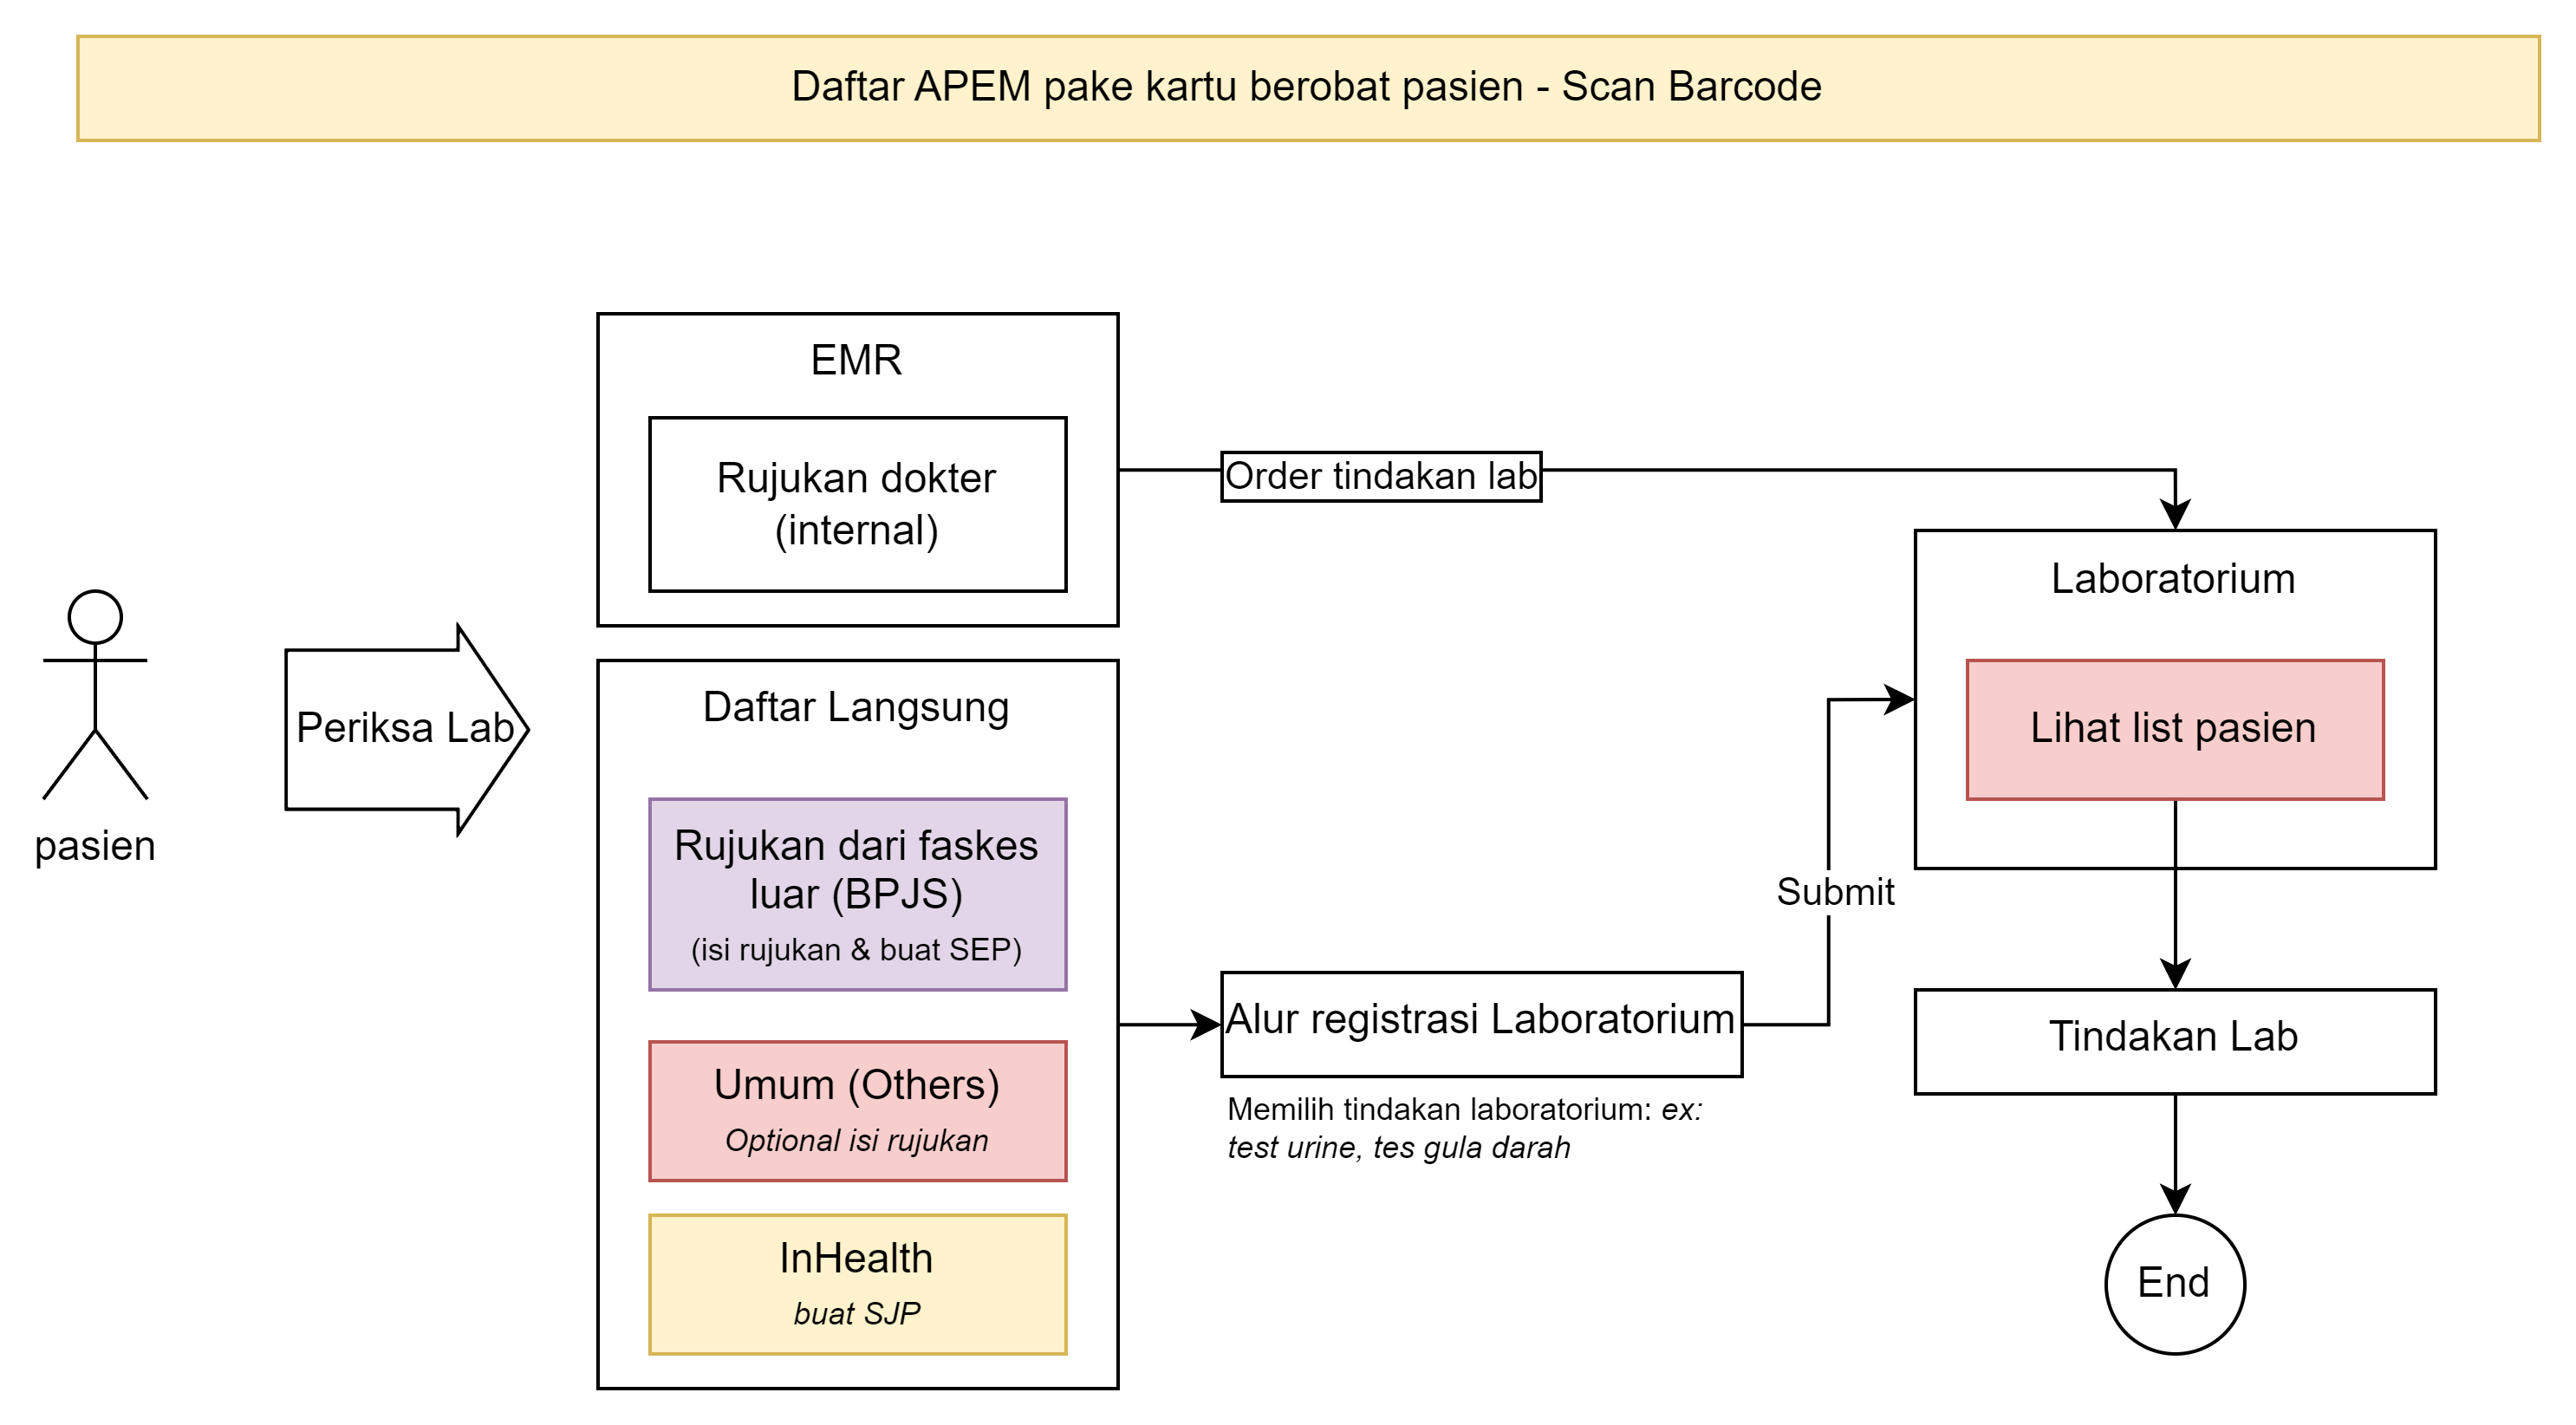 Daftar APEM pake kartu berobat pasien - Scan Barcode
pasien
Periksa Lab
EMR
Rujukan dokter
(internal)
Daftar Langsung
Rujukan dari faskes
luar (BPJS)
(isi rujukan & buat SEP)
Umum (Others)
Optional isi rujukan
InHealth
buat SJP
Order tindakan lab
Alur registrasi Laboratorium
Memilih tindakan laboratorium: ex:
test urine, tes gula darah
Submit
Laboratorium
Lihat list pasien
Tindakan Lab
End